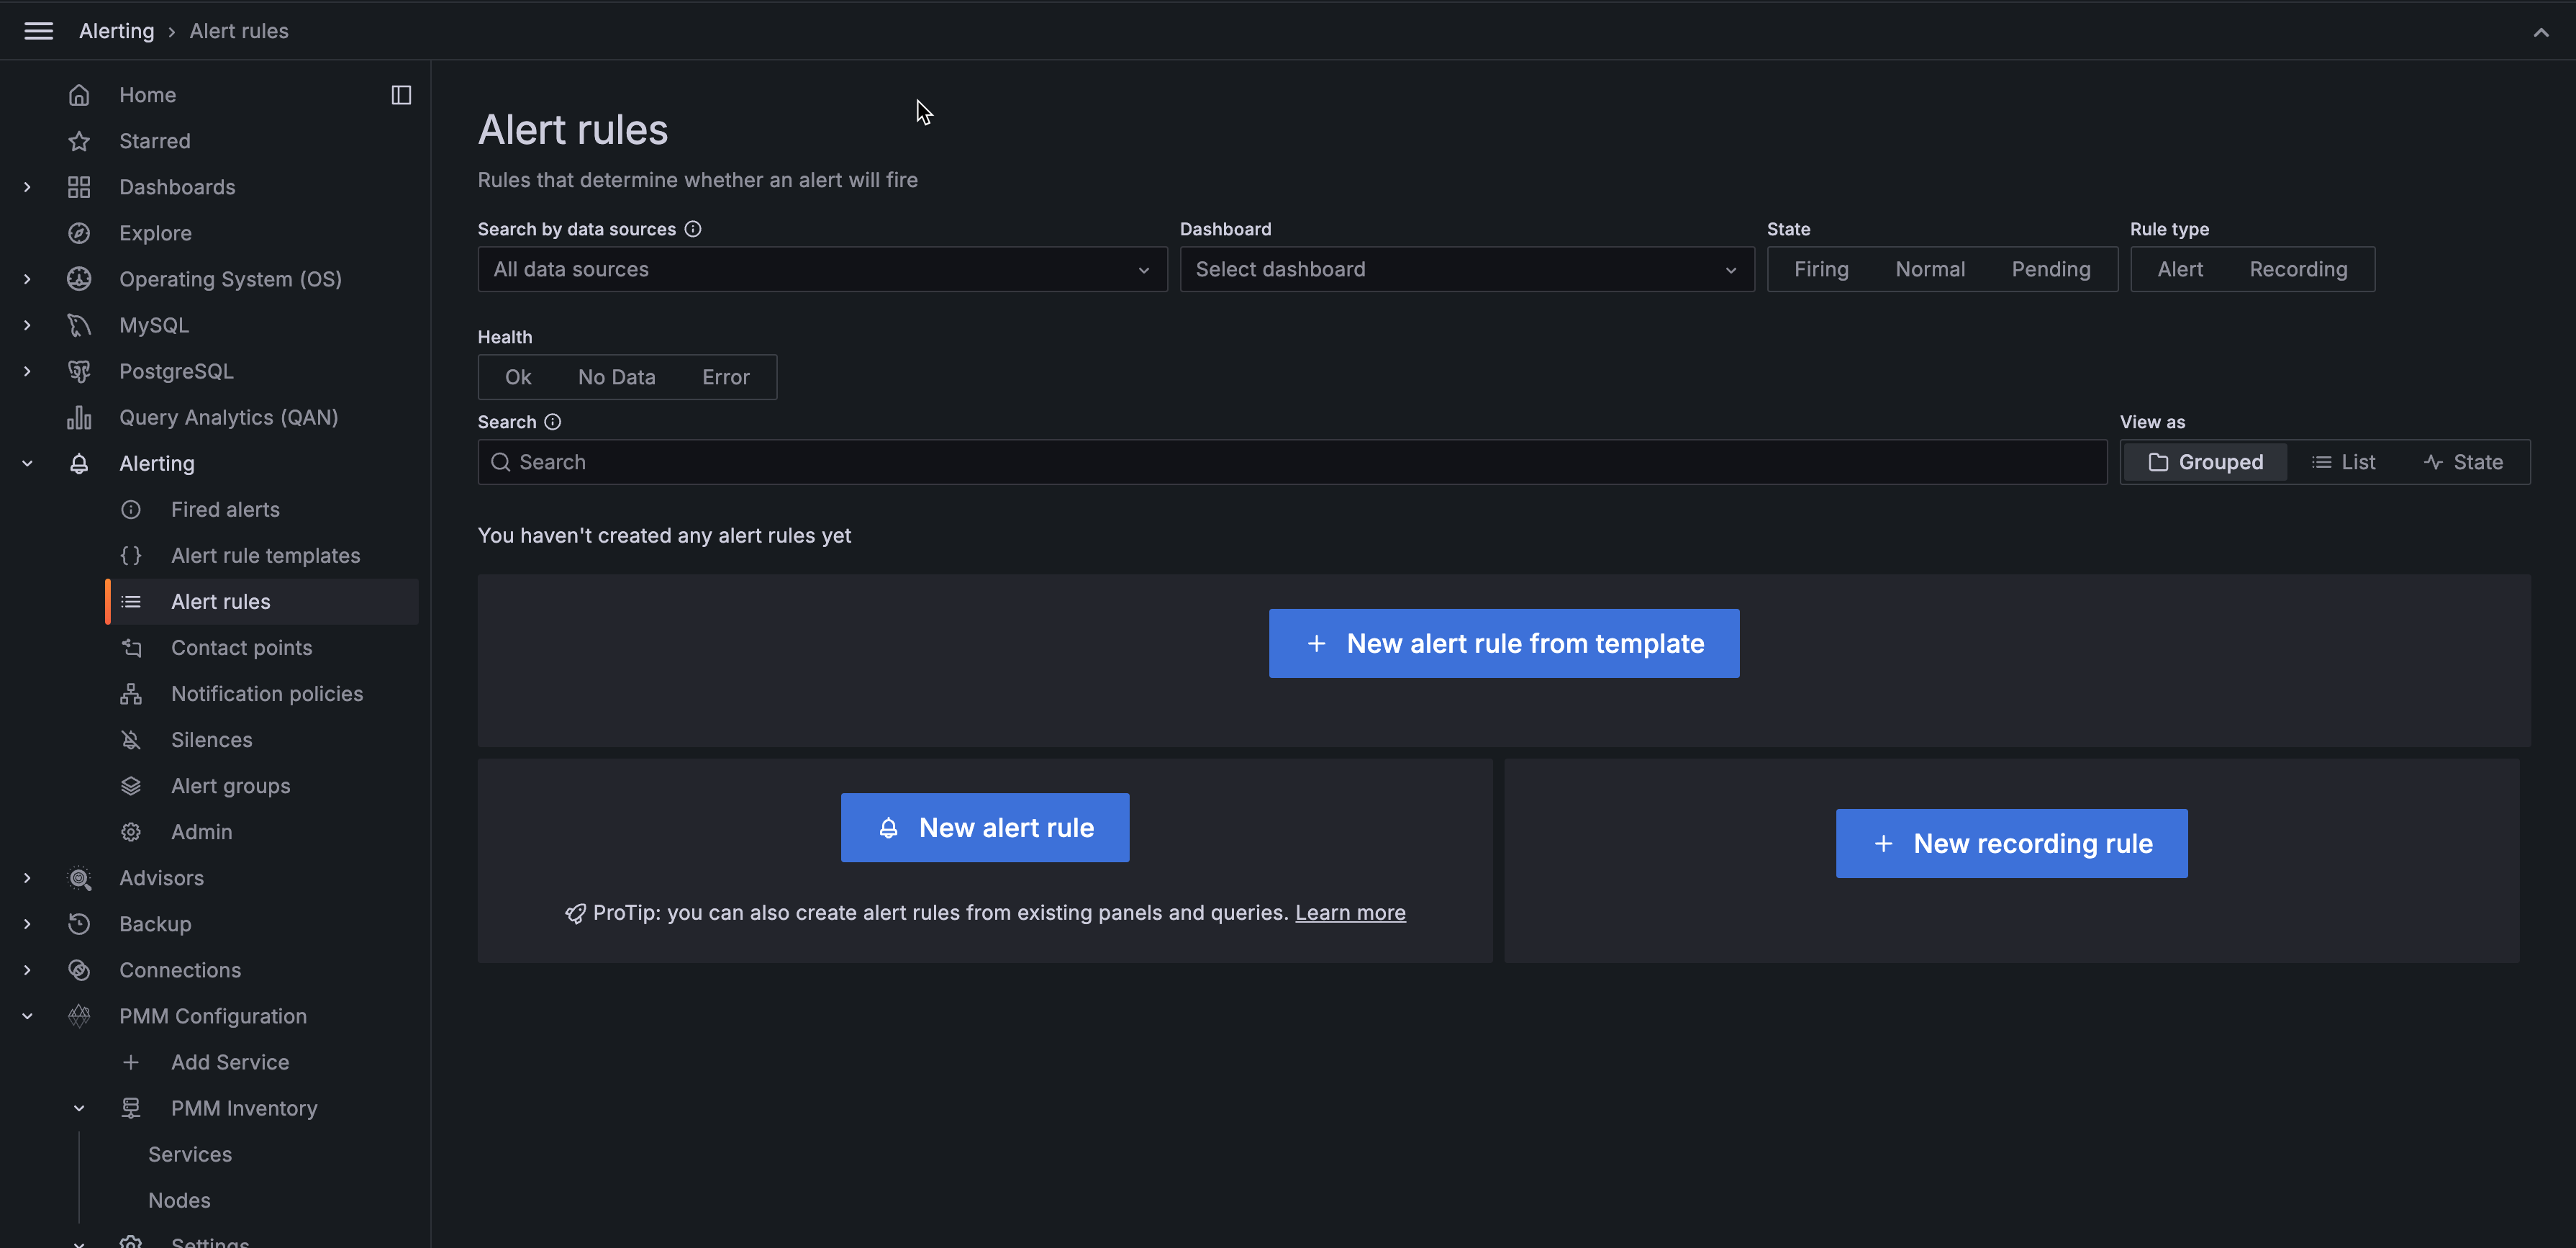 Alerting › Alert rules
Home
Starred
Dashboards
Explore
Operating System (OS)
MySQL
PostgreSQL
Query Analytics (QAN)
Alerting
Fired alerts
Alert rule templates
Alert rules
Contact points
Notification policies
Silences
Alert groups
Admin
Advisors
Backup
Connections
PMM Configuration
Add Service
PMM Inventory
Services
Nodes
Settings
Alert rules
Rules that determine whether an alert will fire
Search by data sources Dashboard State Rule type
All data sources Select dashboard Firing Normal Pending Alert Recording
Health
Ok No Data Error
Search View as
Search Grouped List State
You haven't created any alert rules yet
+ New alert rule from template
New alert rule
ProTip: you can also create alert rules from existing panels and queries. Learn more
+ New recording rule